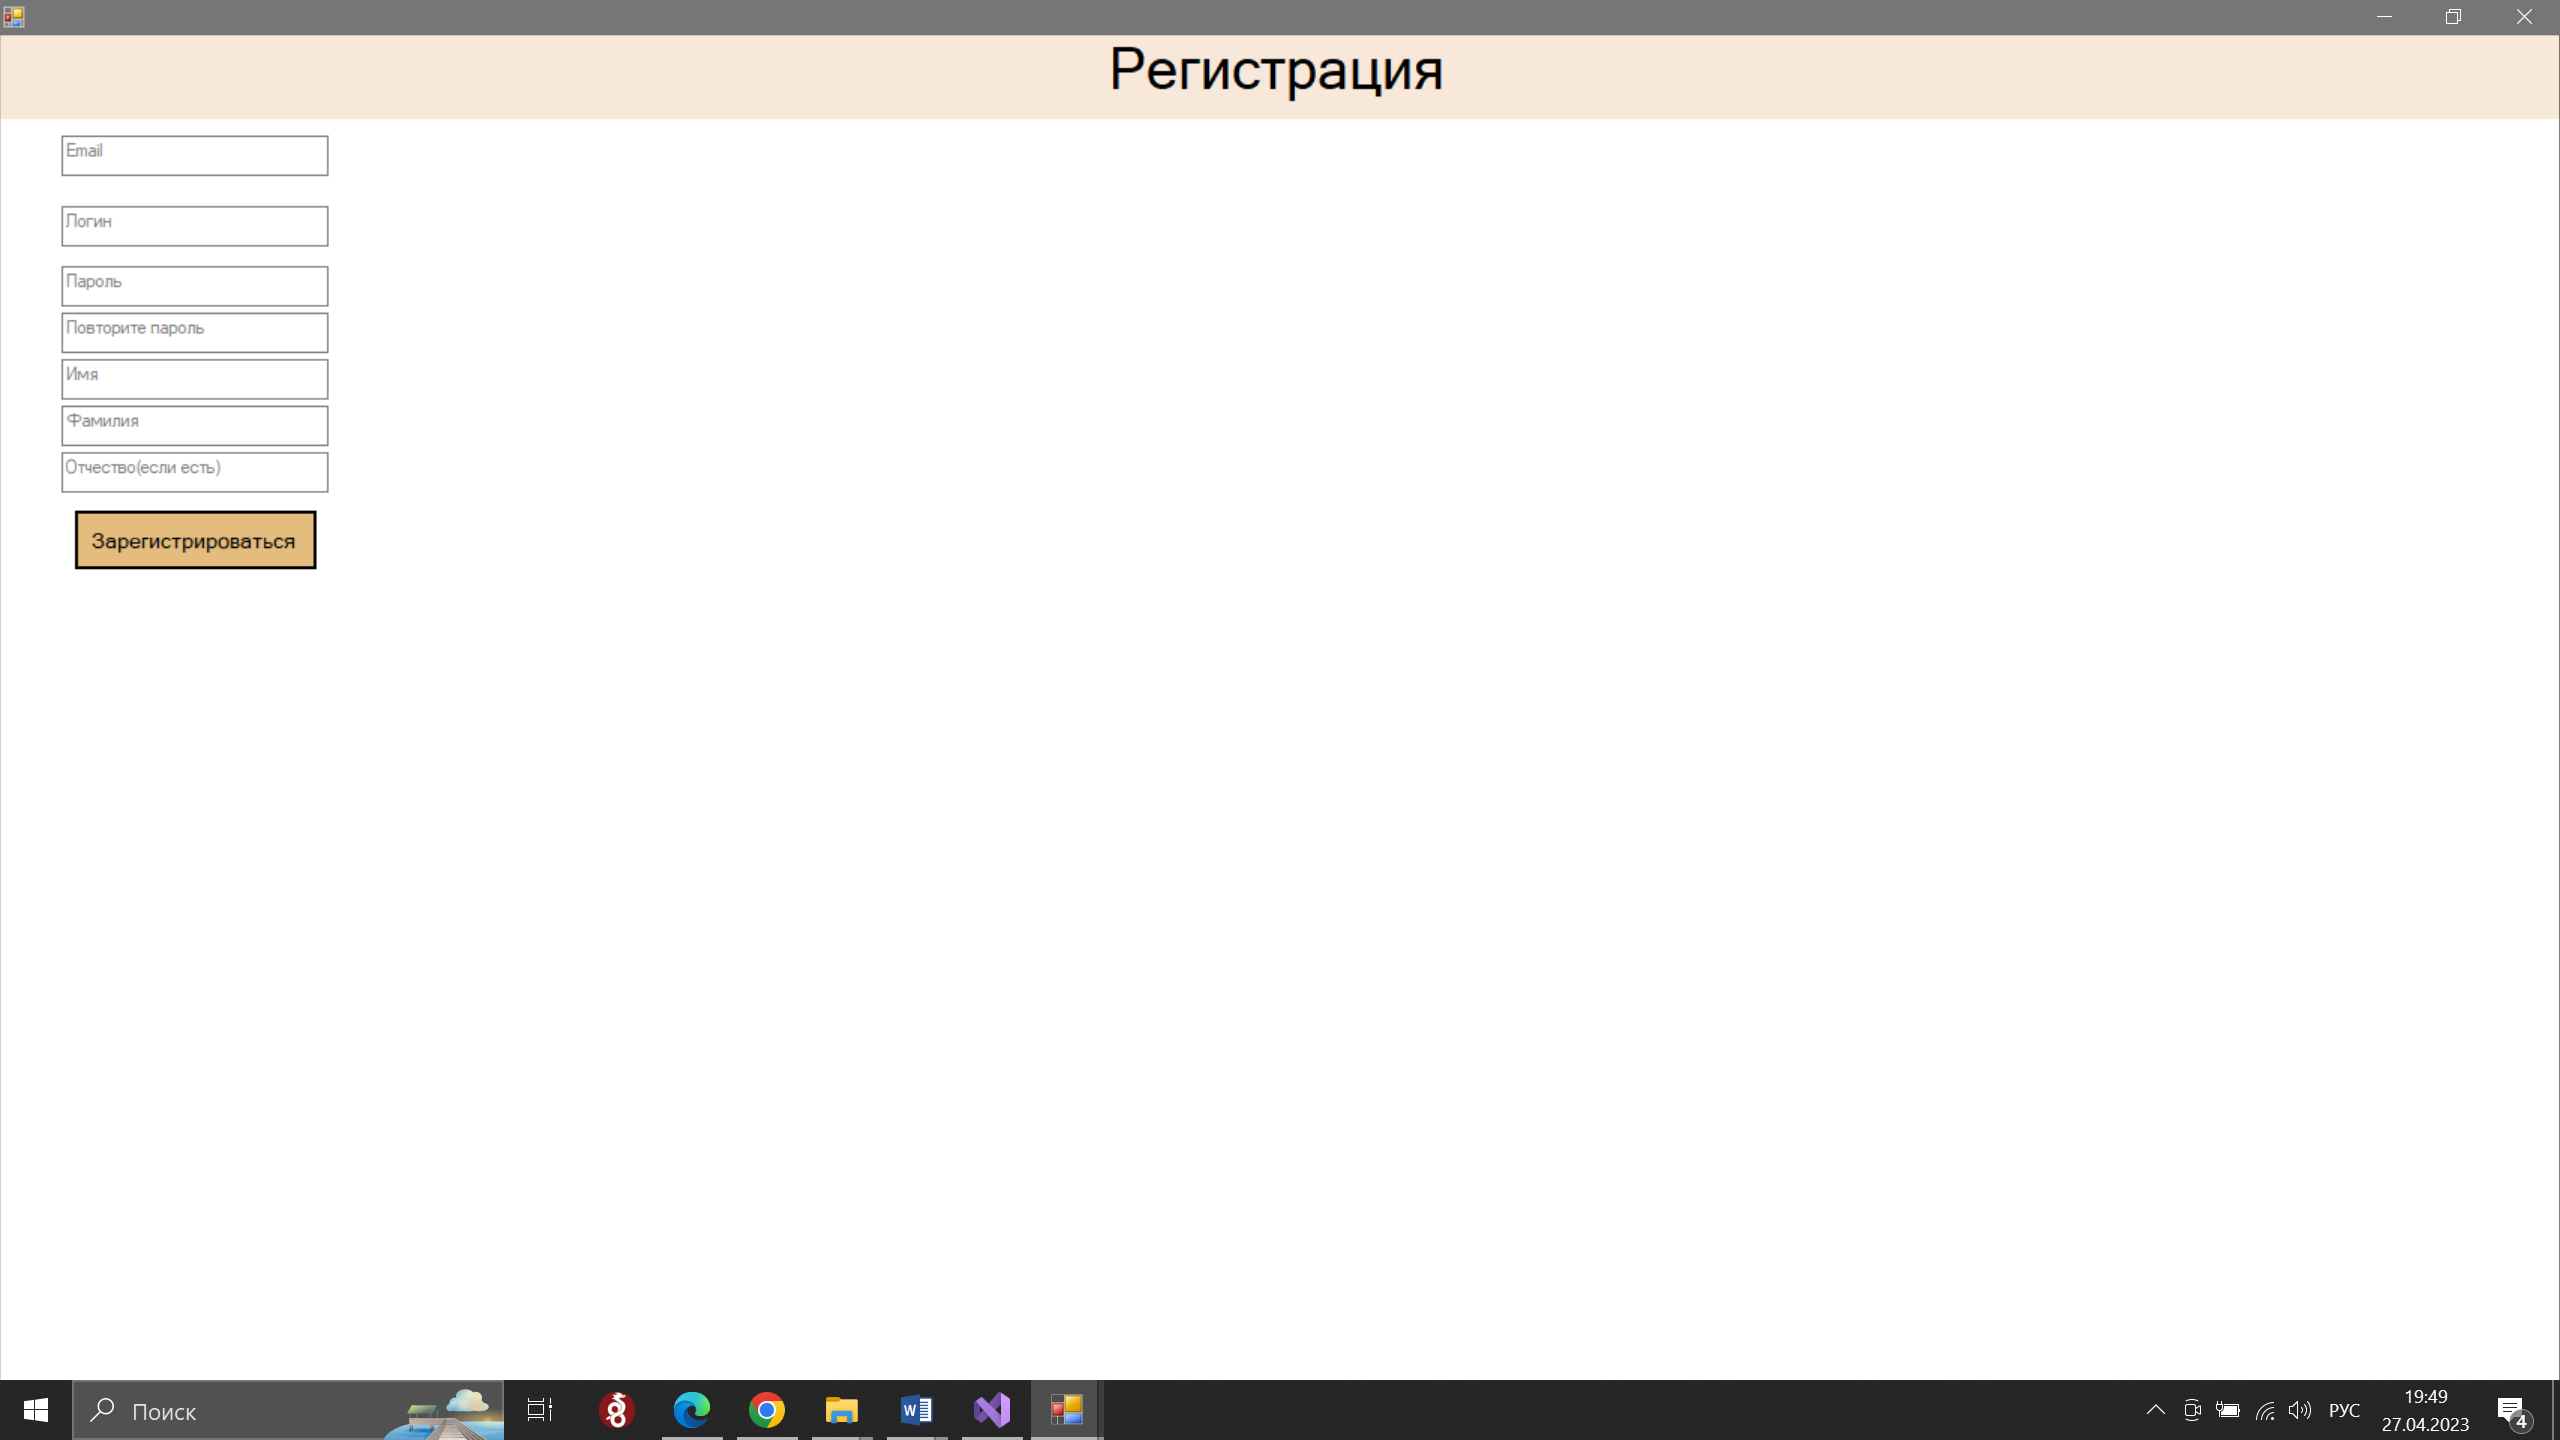 Регистрация
Email
Логин
Пароль
Повторите пароль
Имя
Фамилия
Отчество(если есть)
Зарегистрироваться
Поиск
W
РУС
19:49
27.04.2023
4